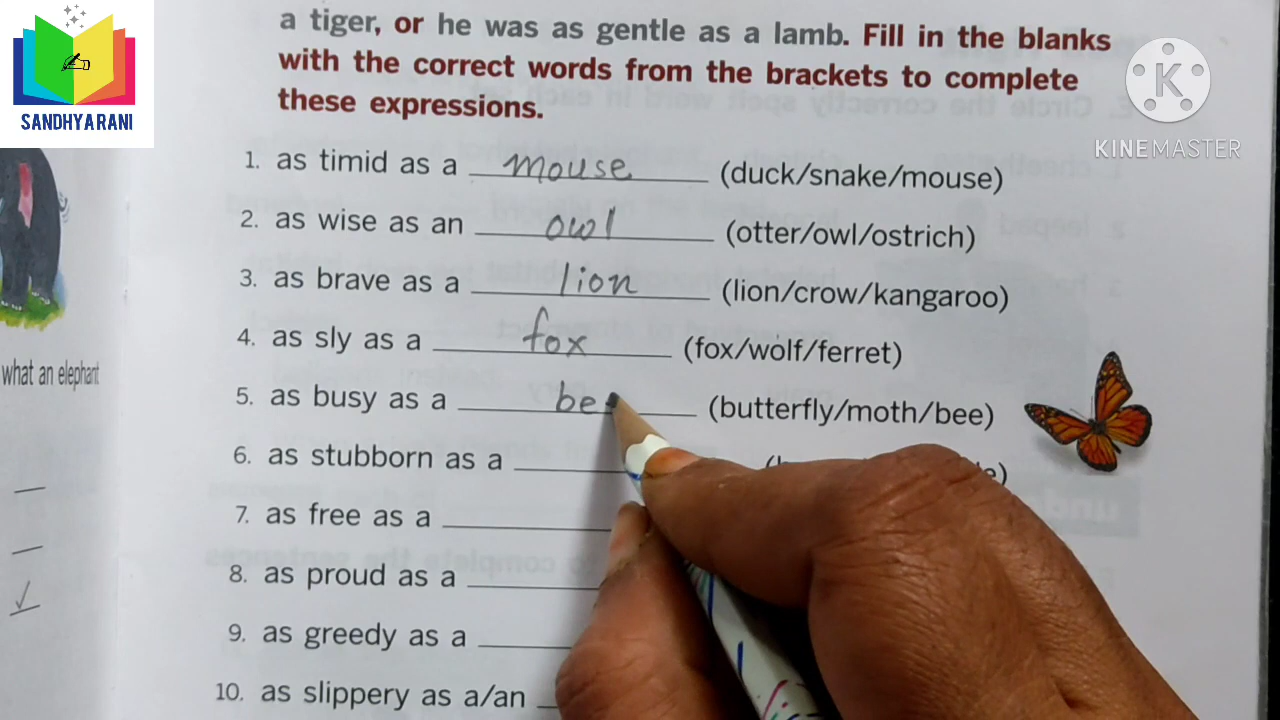 SANDHYARANI
KINEMASTER
a tiger, or he was as gentle as a lamb. Fill in the blanks
with the correct words from the brackets to complete
these expressions.
1. as timid as a mouse (duck/snake/mouse)
2. as wise as an owl (otter/owl/ostrich)
3. as brave as a lion (lion/crow/kangaroo)
4. as sly as a fox (fox/wolf/ferret)
what an elephant
5. as busy as a be (butterfly/moth/bee)
6. as stubborn as a
7. as free as a
8. as proud as a
9. as greedy as a
10. as slippery as a/an